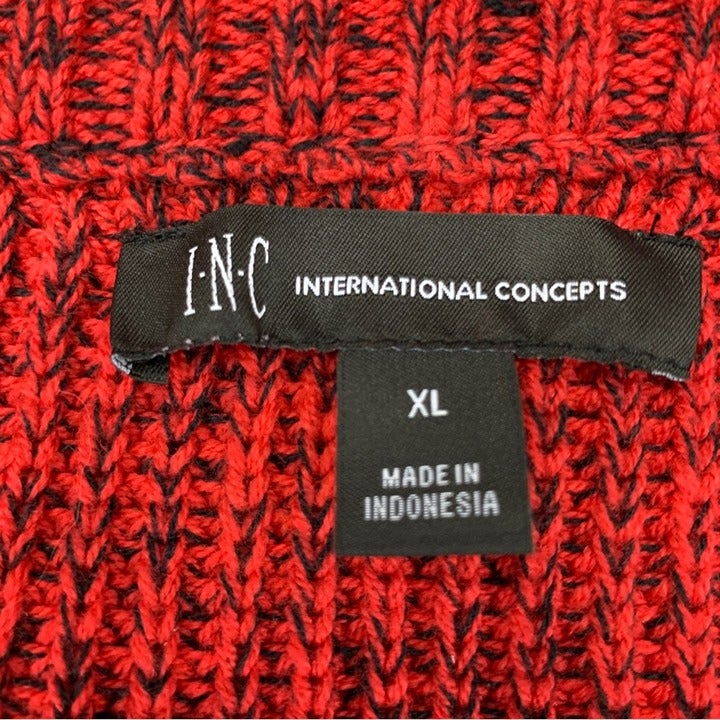 I·N·C INTERNATIONAL CONCEPTS
XL
MADE IN
INDONESIA